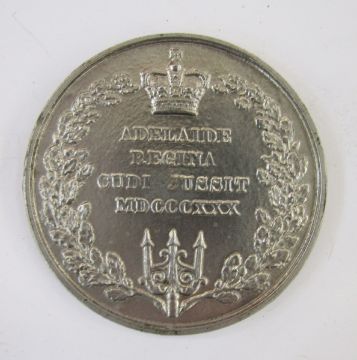 ADELAIDE
REGINA
CUDI JUSSIT
MDCCCXXX